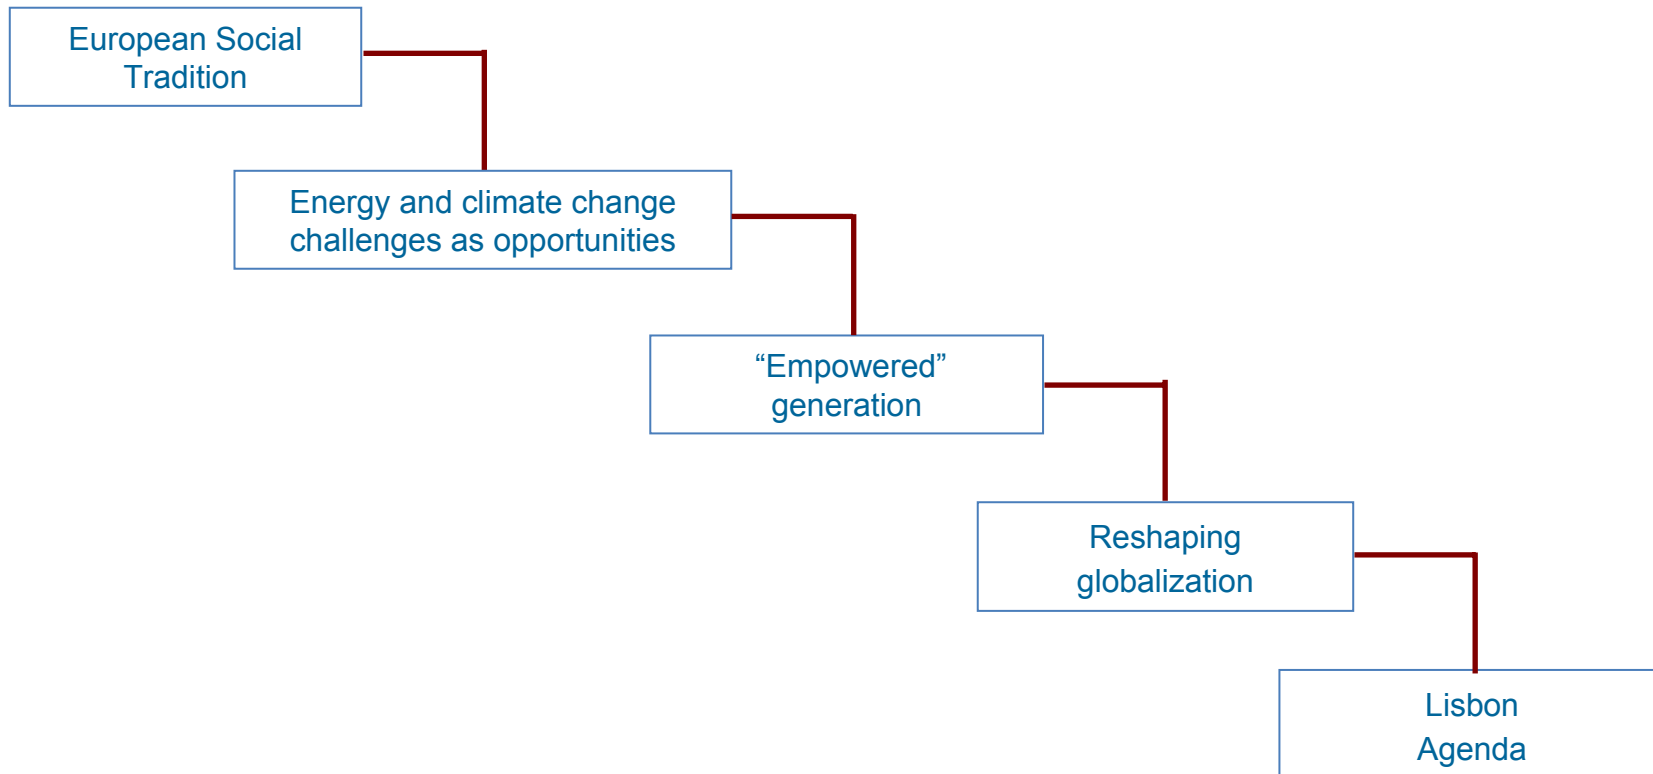 European Social
Tradition
Energy and climate change
challenges as opportunities
“Empowered”
generation
Reshaping
globalization
Lisbon
Agenda